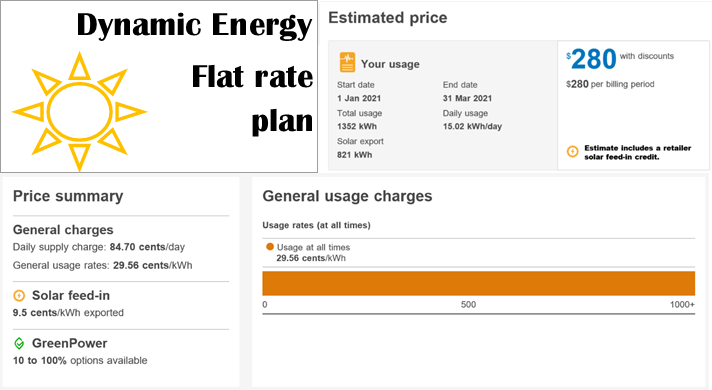 Dynamic Energy
Flat rate
plan
Estimated price
Your usage
Start date
End date
1 Jan 2021
31 Mar 2021
Total usage
Daily usage
1352 kWh
15.02 kWh/day
Solar export
821 kWh
$280 with discounts
$280 per billing period
Estimate includes a retailer
solar feed-in credit.
Price summary
General charges
Daily supply charge: 84.70 cents/day
General usage rates: 29.56 cents/kWh
Solar feed-in
9.5 cents/kWh exported
GreenPower
10 to 100% options available
General usage charges
Usage rates (at all times)
Usage at all times
29.56 cents/kWh
0 500 1000+